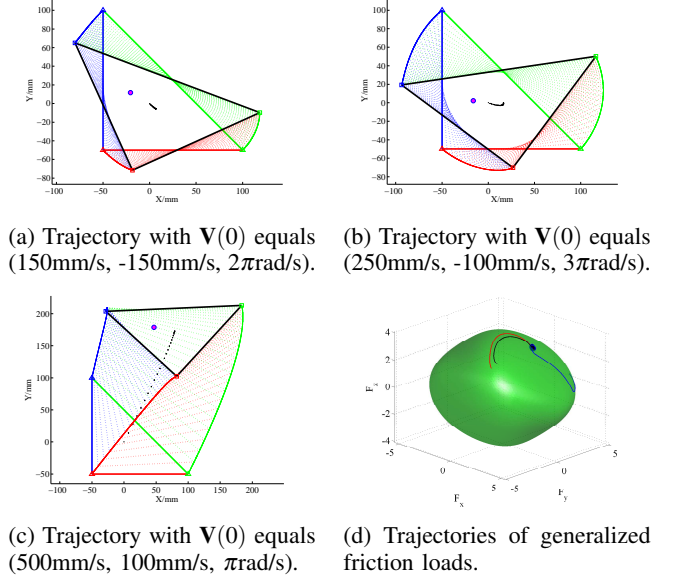 100
80
60
40
20
0
−20
−40
−60
−80
Y/mm
−100 −50 0 50 100
X/mm
100
80
60
40
20
0
−20
−40
−60
−80
Y/mm
−100 −50 0 50 100
X/mm
(a) Trajectory with V(0) equals
(150mm/s, -150mm/s, 2πrad/s).
(b) Trajectory with V(0) equals
(250mm/s, -100mm/s, 3πrad/s).
200
150
100
50
0
−50
Y/mm
−100 −50 0 50 100 150 200
X/mm
4
2
0
−2
−4
F_z
−5
0
5
F_x
−5
0
5
F_y
(c) Trajectory with V(0) equals
(500mm/s, 100mm/s, πrad/s).
(d) Trajectories of generalized
friction loads.